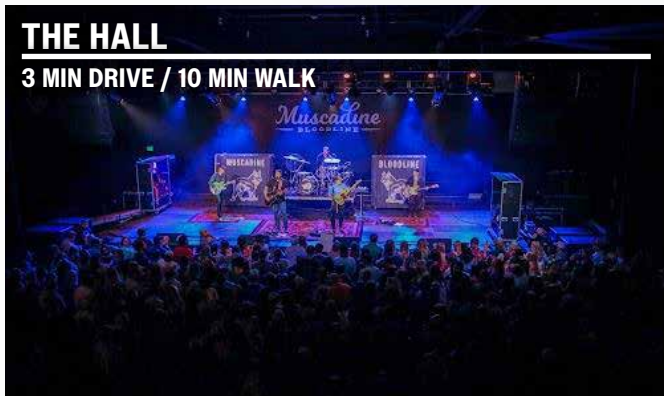 THE HALL
3 MIN DRIVE / 10 MIN WALK
Muscadine
BLOODLINE
MUSCADINE
BLOODLINE